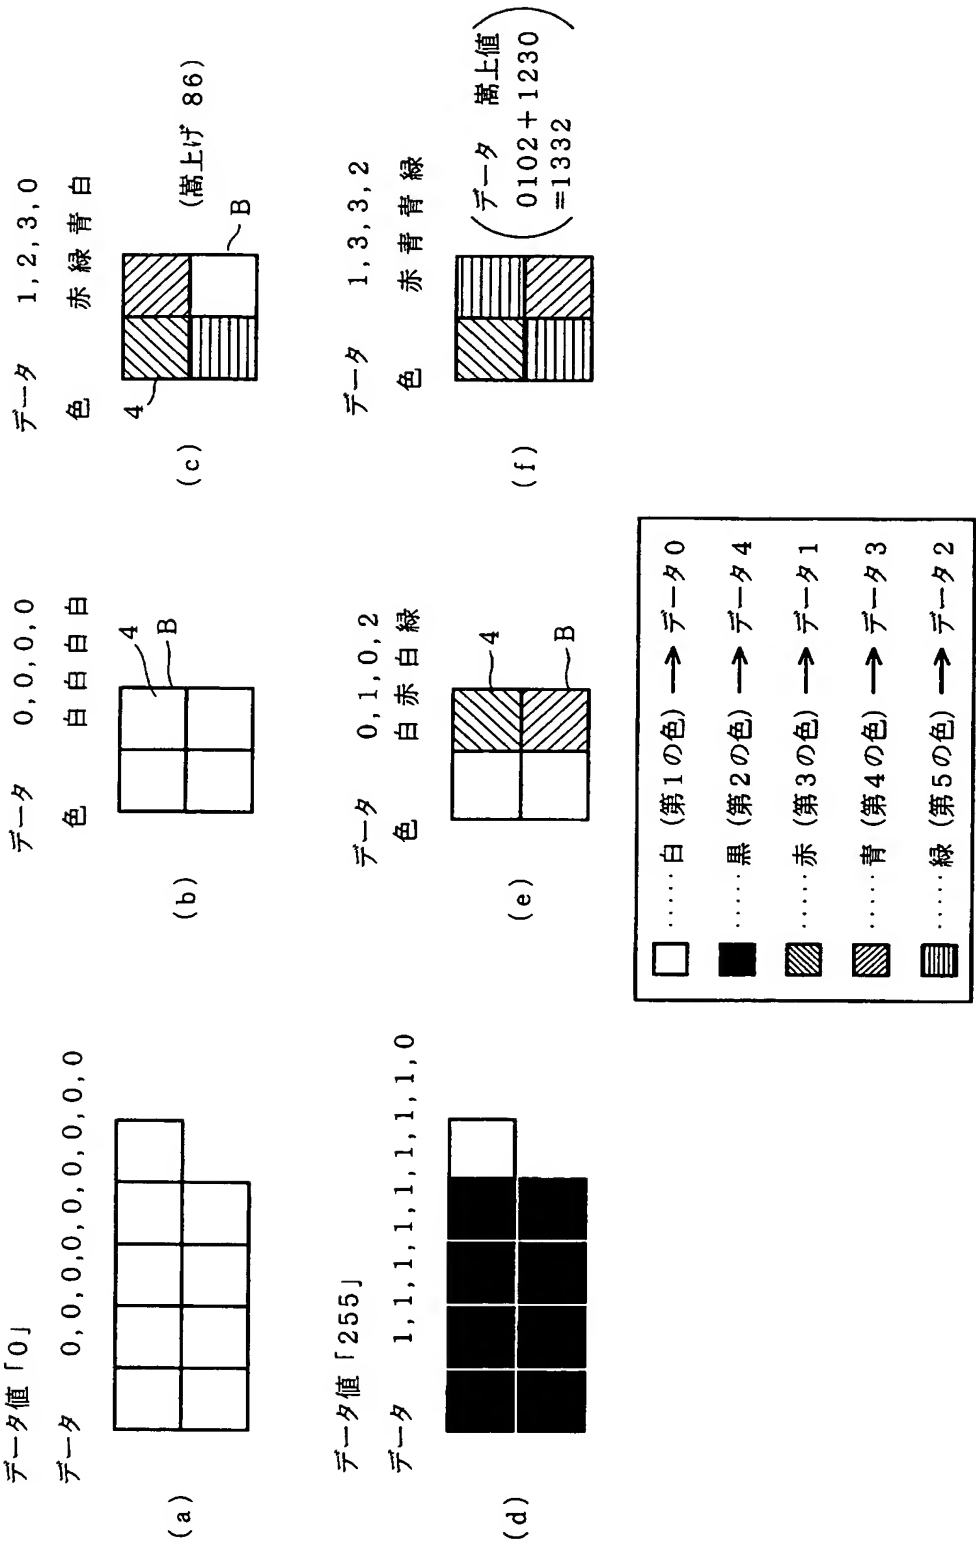 データ値「0」
データ 0,0,0,0,0,0,0,0,0
(a)
データ 0,0,0,0
色 白 白 白 白
4
B
(b)
データ 1,2,3,0
色 赤 緑 青 白
(嵩上げ 86)
4
B
(c)
データ値「255」
データ 1,1,1,1,1,1,1,1,0
(d)
データ 0,1,0,2
色 白 赤 白 緑
4
B
(e)
データ 1,3,3,2
色 赤 青 青 緑
データ 嵩上値
0102+1230
=1332
(f)
·····白 (第1の色) → データ0
·····黒 (第2の色) → データ4
·····赤 (第3の色) → データ1
·····青 (第4の色) → データ3
·····緑 (第5の色) → データ2